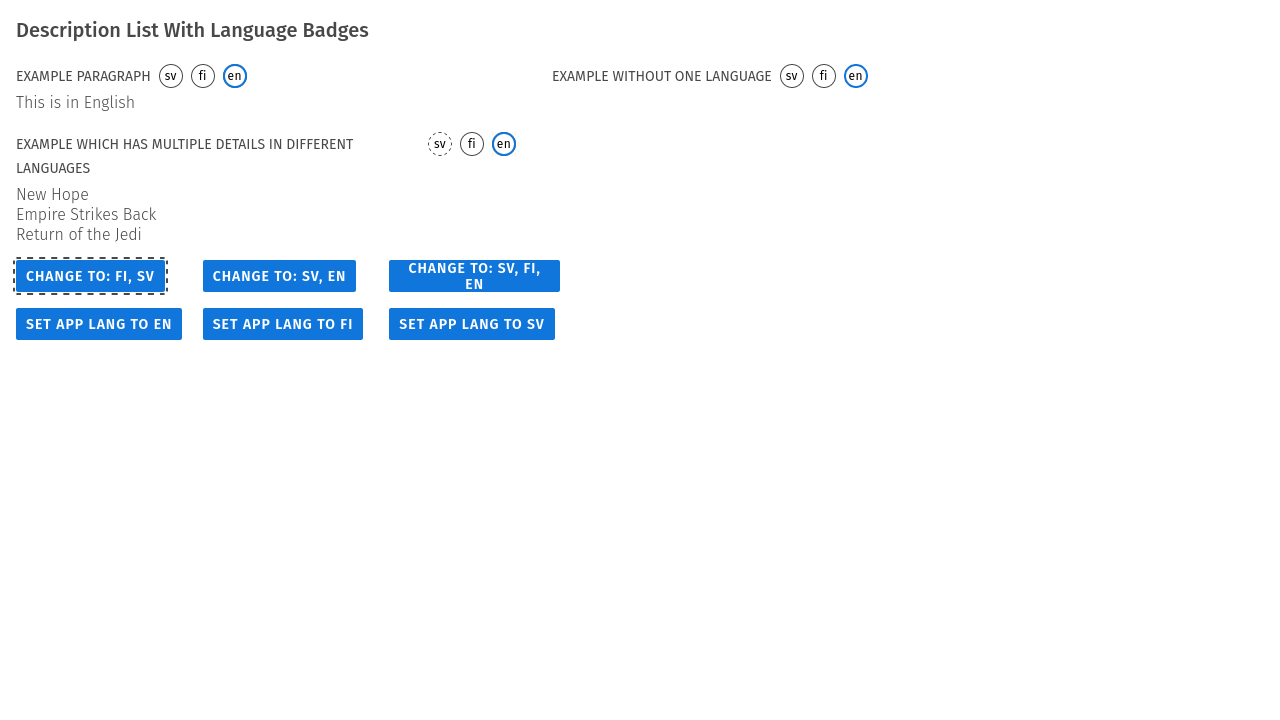 Description List With Language Badges
EXAMPLE PARAGRAPH sv fi en
This is in English
EXAMPLE WITHOUT ONE LANGUAGE sv fi en
EXAMPLE WHICH HAS MULTIPLE DETAILS IN DIFFERENT sv fi en
LANGUAGES
New Hope
Empire Strikes Back
Return of the Jedi
CHANGE TO: FI, SV
CHANGE TO: SV, EN
CHANGE TO: SV, FI,
EN
SET APP LANG TO EN
SET APP LANG TO FI
SET APP LANG TO SV